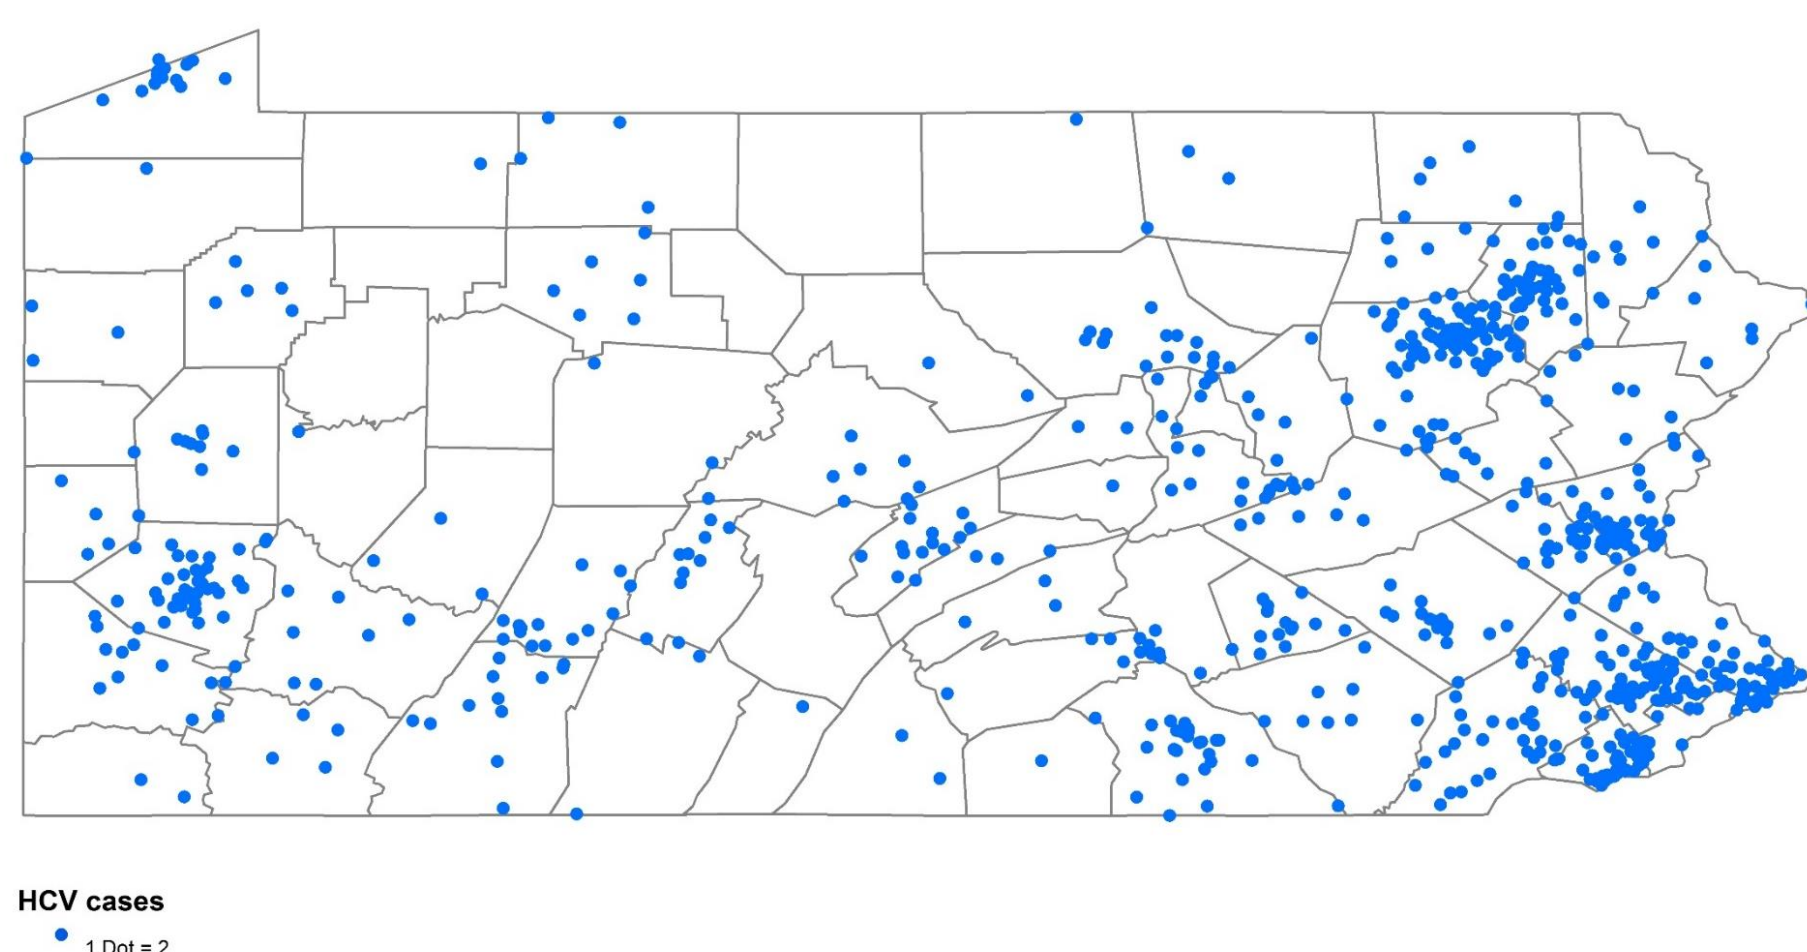 HCV cases
1 Dot = 2